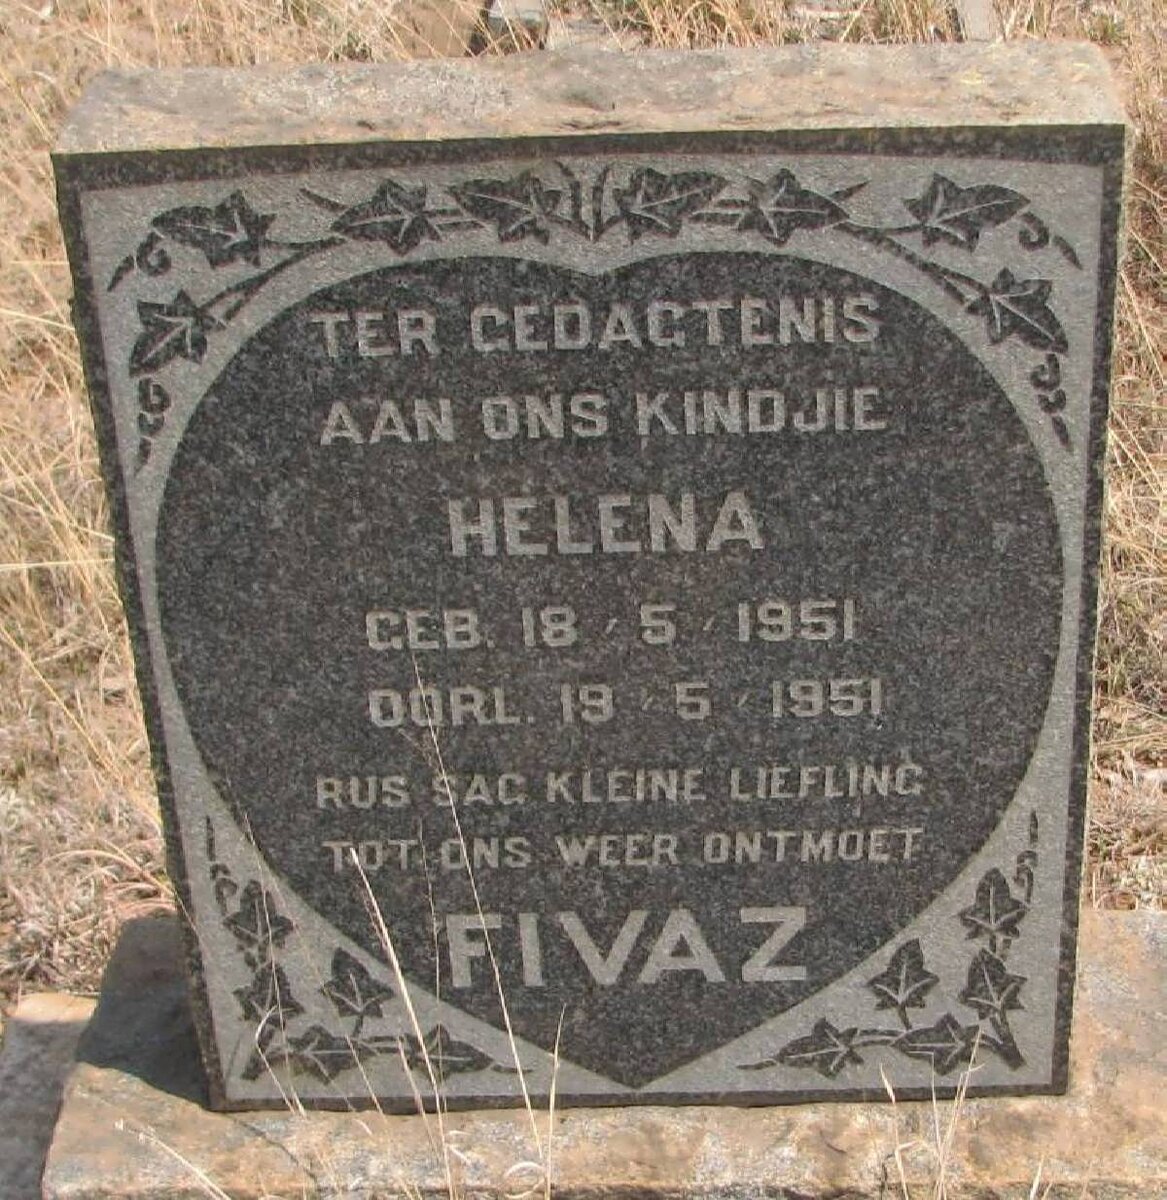 TER GEDAGTENIS
AAN ONS KINDJIE
HELENA
GEB. 18 / 5 / 1951
OORL. 19 / 5 / 1951
RUS SAG KLEINE LIEFLING
TOT ONS WEER ONTMOET
FIVAZ